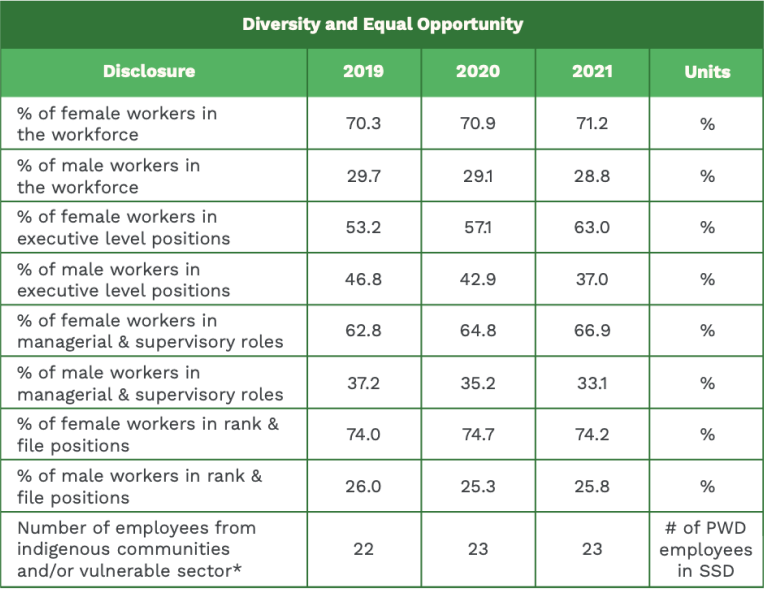 Diversity and Equal Opportunity
Disclosure 2019 2020 2021 Units
% of female workers in
the workforce 70.3 70.9 71.2 %
% of male workers in
the workforce 29.7 29.1 28.8 %
% of female workers in
executive level positions 53.2 57.1 63.0 %
% of male workers in
executive level positions 46.8 42.9 37.0 %
% of female workers in
managerial & supervisory roles 62.8 64.8 66.9 %
% of male workers in
managerial & supervisory roles 37.2 35.2 33.1 %
% of female workers in rank &
file positions 74.0 74.7 74.2 %
% of male workers in rank &
file positions 26.0 25.3 25.8 %
Number of employees from # of PWD
indigenous communities 22 23 23 employees
and/or vulnerable sector* in SSD